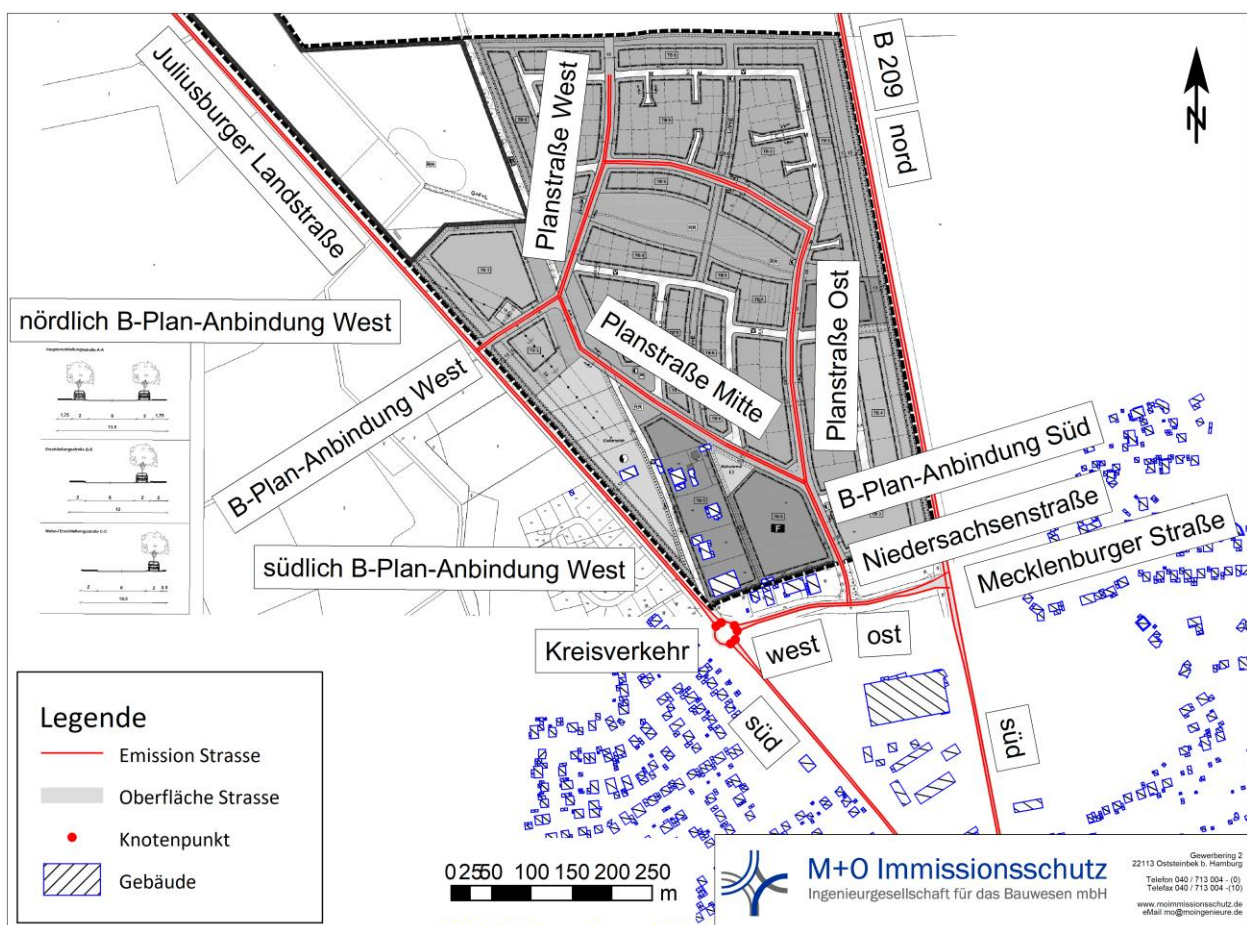 Juliusburger Landstraße
Planstraße West
B 209
nord
N
nördlich B-Plan-Anbindung West
B-Plan-Anbindung West
südlich B-Plan-Anbindung West
Planstraße Mitte
Planstraße Ost
B-Plan-Anbindung Süd
Niedersachsenstraße
Mecklenburger Straße
Kreisverkehr
west
ost
süd
süd
F
Legende
Emission Strasse
Oberfläche Strasse
Knotenpunkt
Gebäude
0 25 50 100 150 200 250
m
M+O Immissionsschutz
Ingenieurgesellschaft für das Bauwesen mbH
Gewerbering 2
22113 Oststeinbek b. Hamburg
Telefon 040 / 713 004 - (0)
Telefax 040 / 713 004 -(10)
www.moimmissionsschutz.de
eMail mo@moingenieure.de